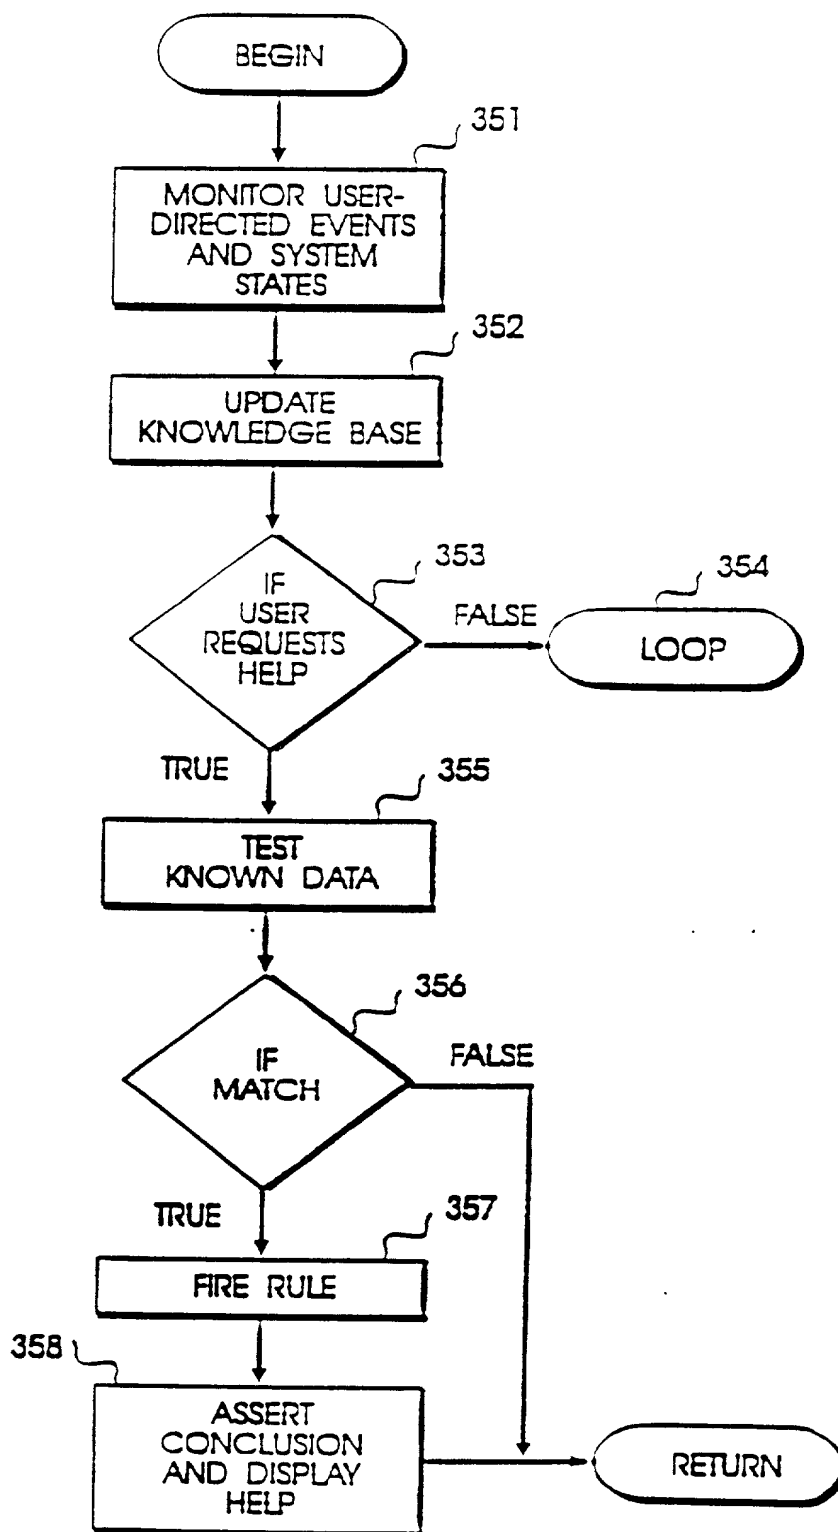 BEGIN
351
MONITOR USER-
DIRECTED EVENTS
AND SYSTEM
STATES
352
UPDATE
KNOWLEDGE BASE
353
IF
USER
REQUESTS
HELP
FALSE
354
LOOP
TRUE
355
TEST
KNOWN DATA
356
IF
MATCH
FALSE
TRUE
357
FIRE RULE
358
ASSERT
CONCLUSION
AND DISPLAY
HELP
RETURN